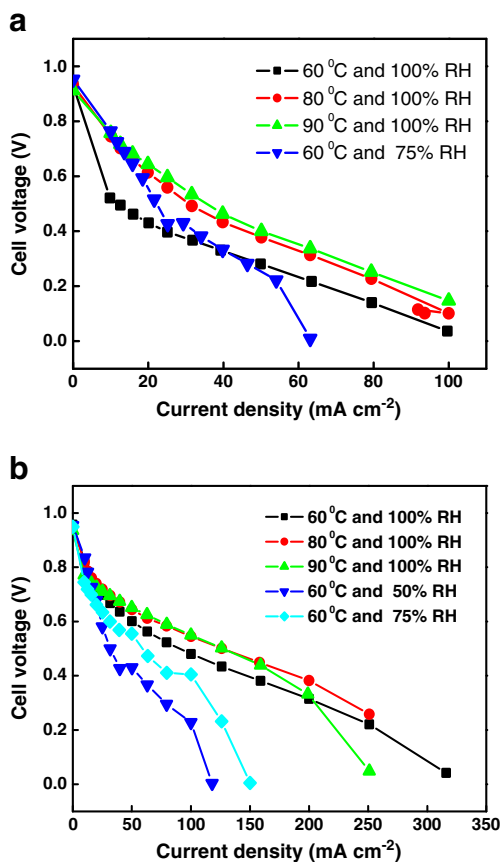 a
1.0
0.8
0.6
0.4
0.2
0.0
Cell voltage (V)
60 ⁰C and 100% RH
80 ⁰C and 100% RH
90 ⁰C and 100% RH
60 ⁰C and 75% RH
0 20 40 60 80 100
Current density (mA cm⁻²)
b
1.0
0.8
0.6
0.4
0.2
0.0
Cell voltage (V)
60 ⁰C and 100% RH
80 ⁰C and 100% RH
90 ⁰C and 100% RH
60 ⁰C and 50% RH
60 ⁰C and 75% RH
0 50 100 150 200 250 300 350
Current density (mA cm⁻²)